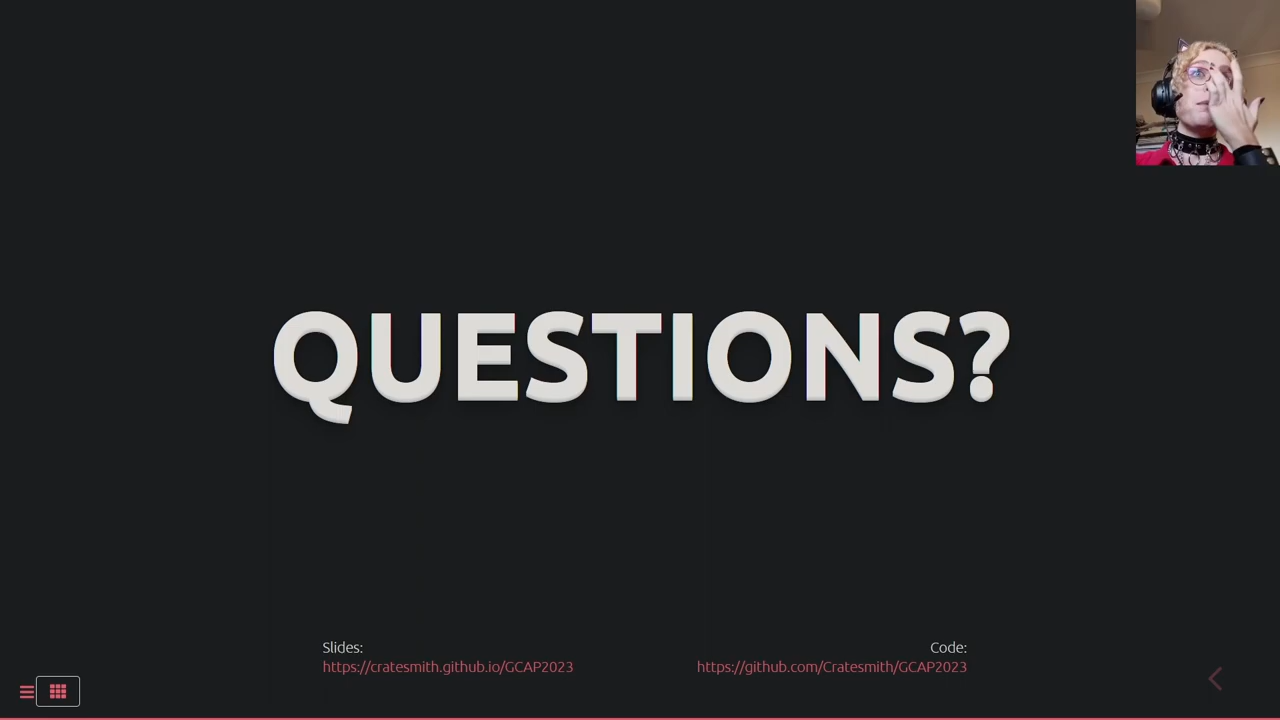 QUESTIONS?
Slides:
https://cratesmith.github.io/GCAP2023
Code:
https://github.com/Cratesmith/GCAP2023